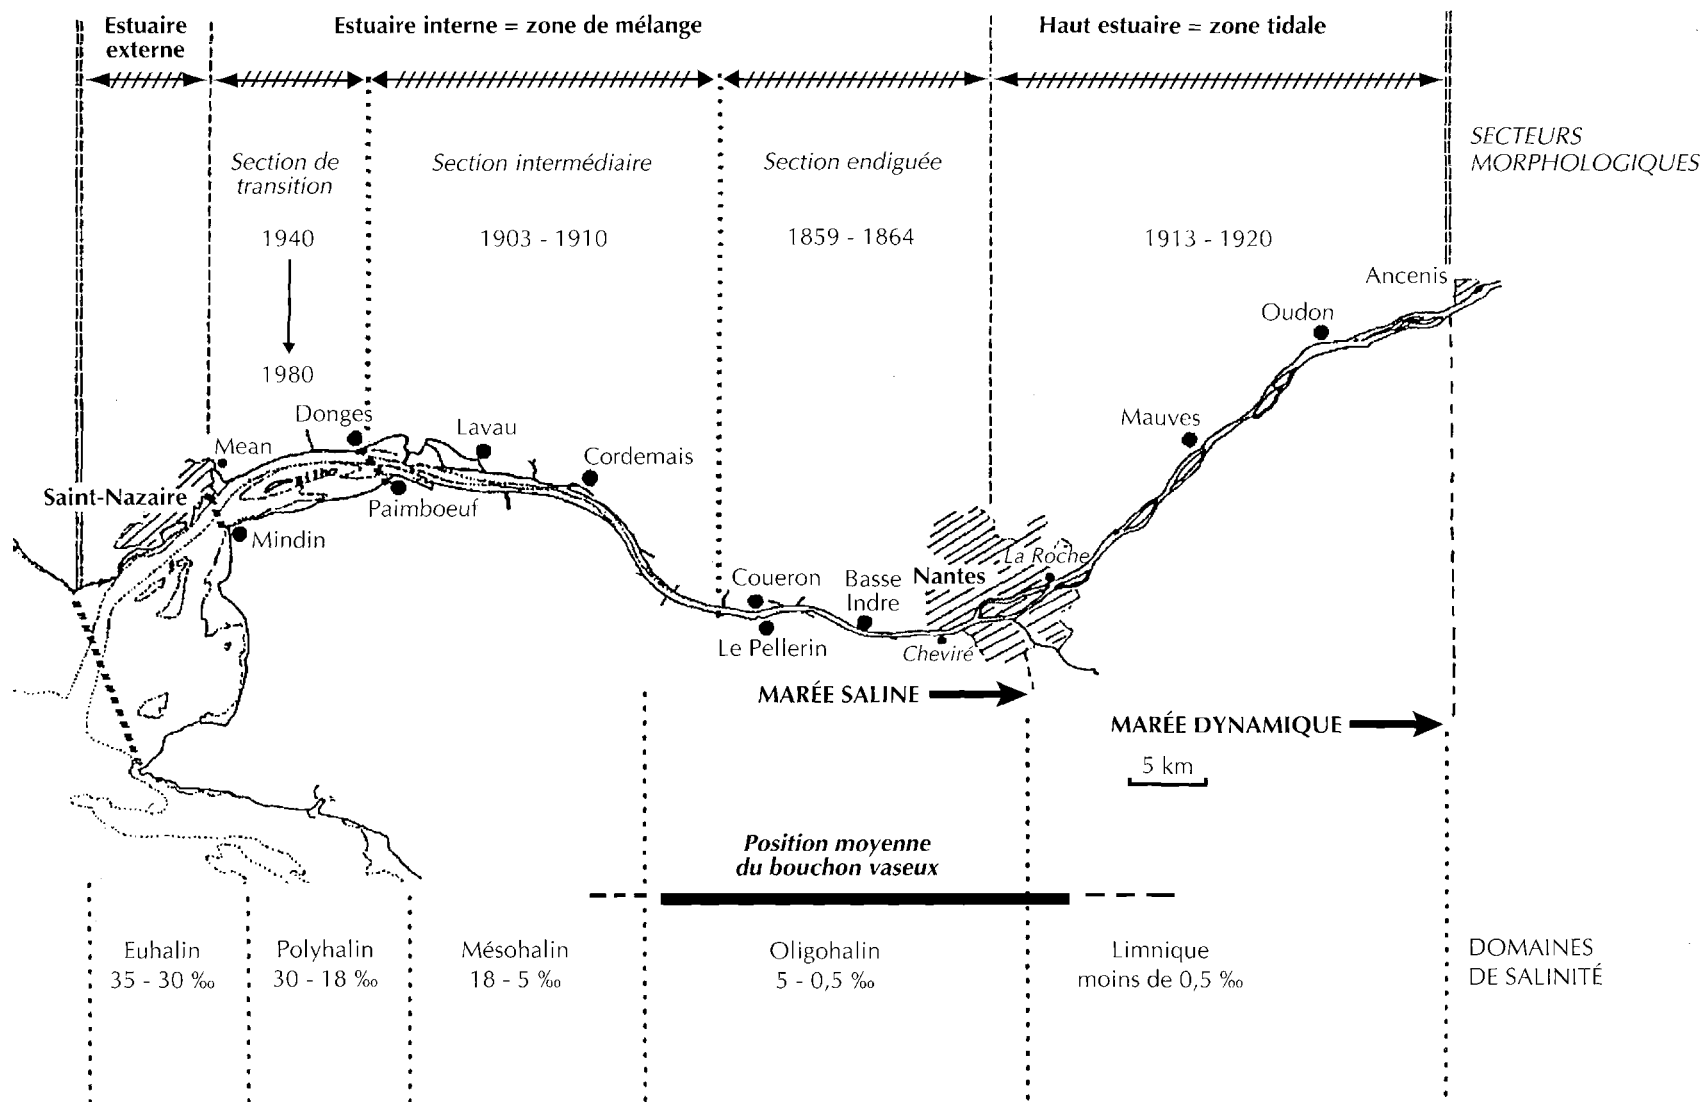 Estuaire
externe
Estuaire interne = zone de mélange
Haut estuaire = zone tidale
Section de
transition
Section intermédiaire
Section endiguée
SECTEURS
MORPHOLOGIQUES
1940
1903 - 1910
1859 - 1864
1913 - 1920
1980
Ancenis
Oudon
Mauves
Donges
Lavau
Mean
Cordemais
Saint-Nazaire
Paimboeuf
Mindin
La Roche
Coueron
Basse
Indre
Nantes
Le Pellerin
Cheviré
MARÉE SALINE
MARÉE DYNAMIQUE
5 km
Position moyenne
du bouchon vaseux
Euhalin
35 - 30 ‰
Polyhalin
30 - 18 ‰
Mésohalin
18 - 5 ‰
Oligohalin
5 - 0,5 ‰
Limnique
moins de 0,5 ‰
DOMAINES
DE SALINITÉ